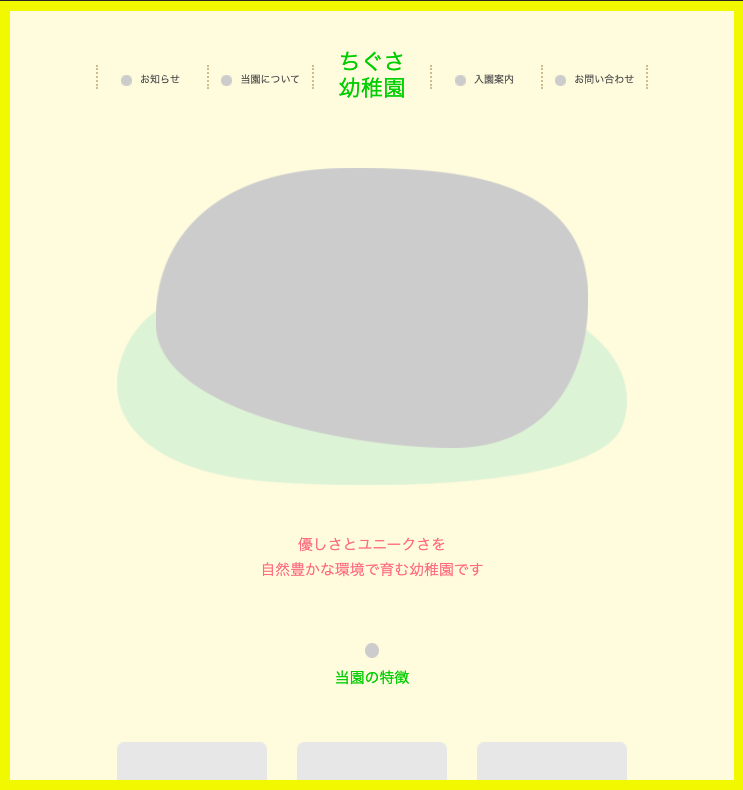 お知らせ
当園について
ちぐさ
幼稚園
入園案内
お問い合わせ
優しさとユニークさを
自然豊かな環境で育む幼稚園です
当園の特徴